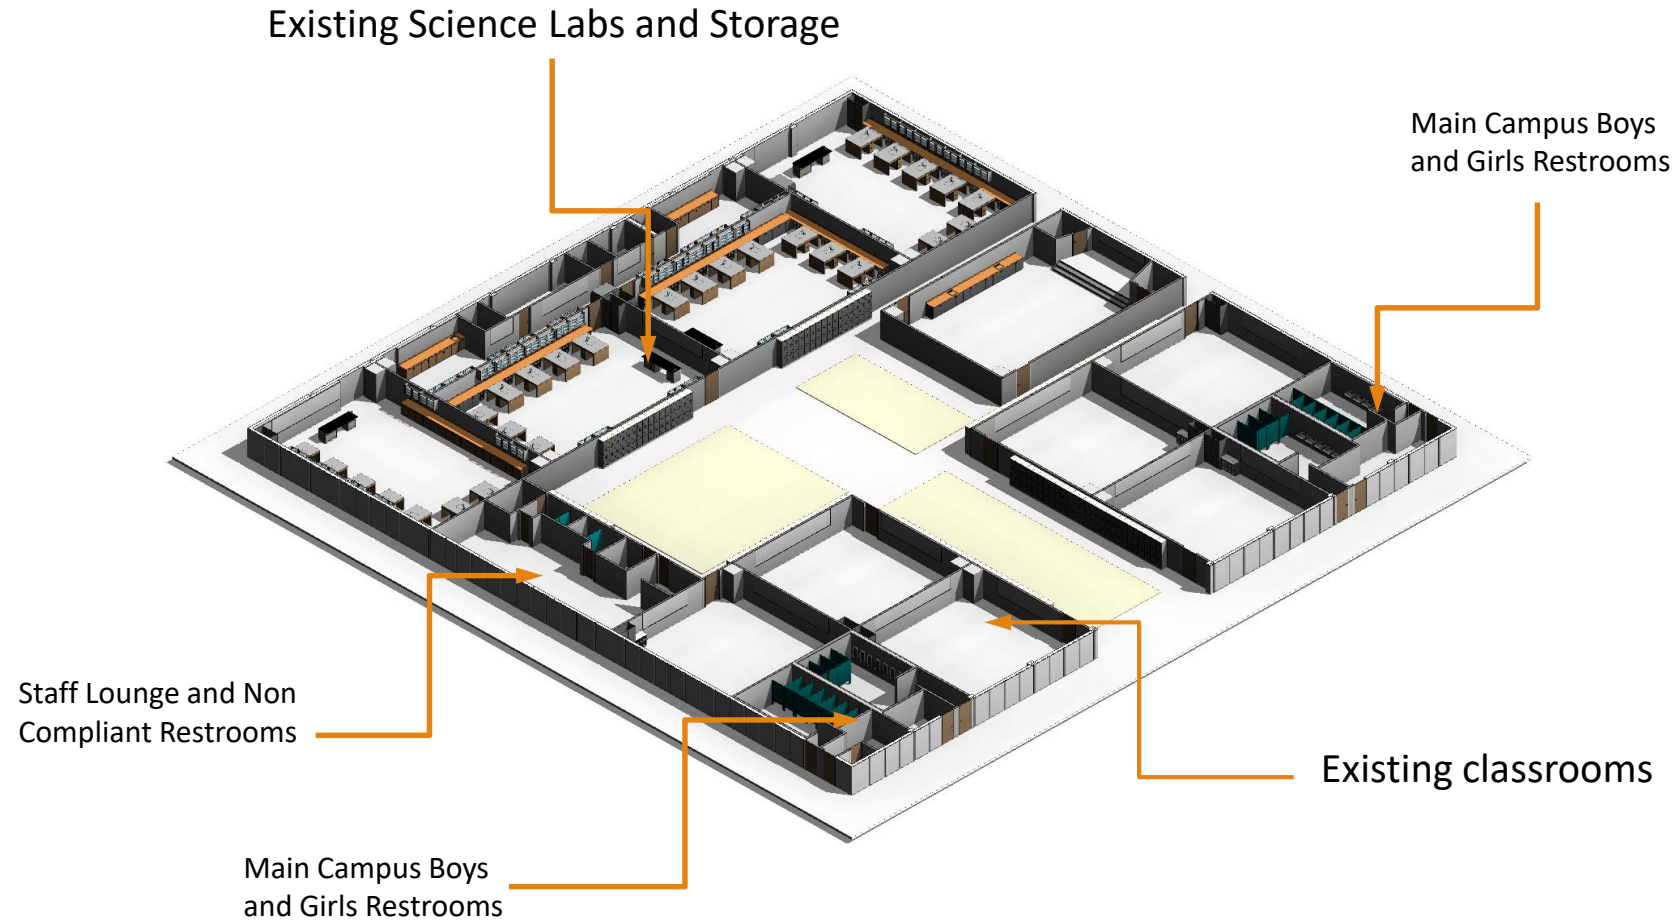 Existing Science Labs and Storage
Main Campus Boys
and Girls Restrooms
Staff Lounge and Non
Compliant Restrooms
Existing classrooms
Main Campus Boys
and Girls Restrooms